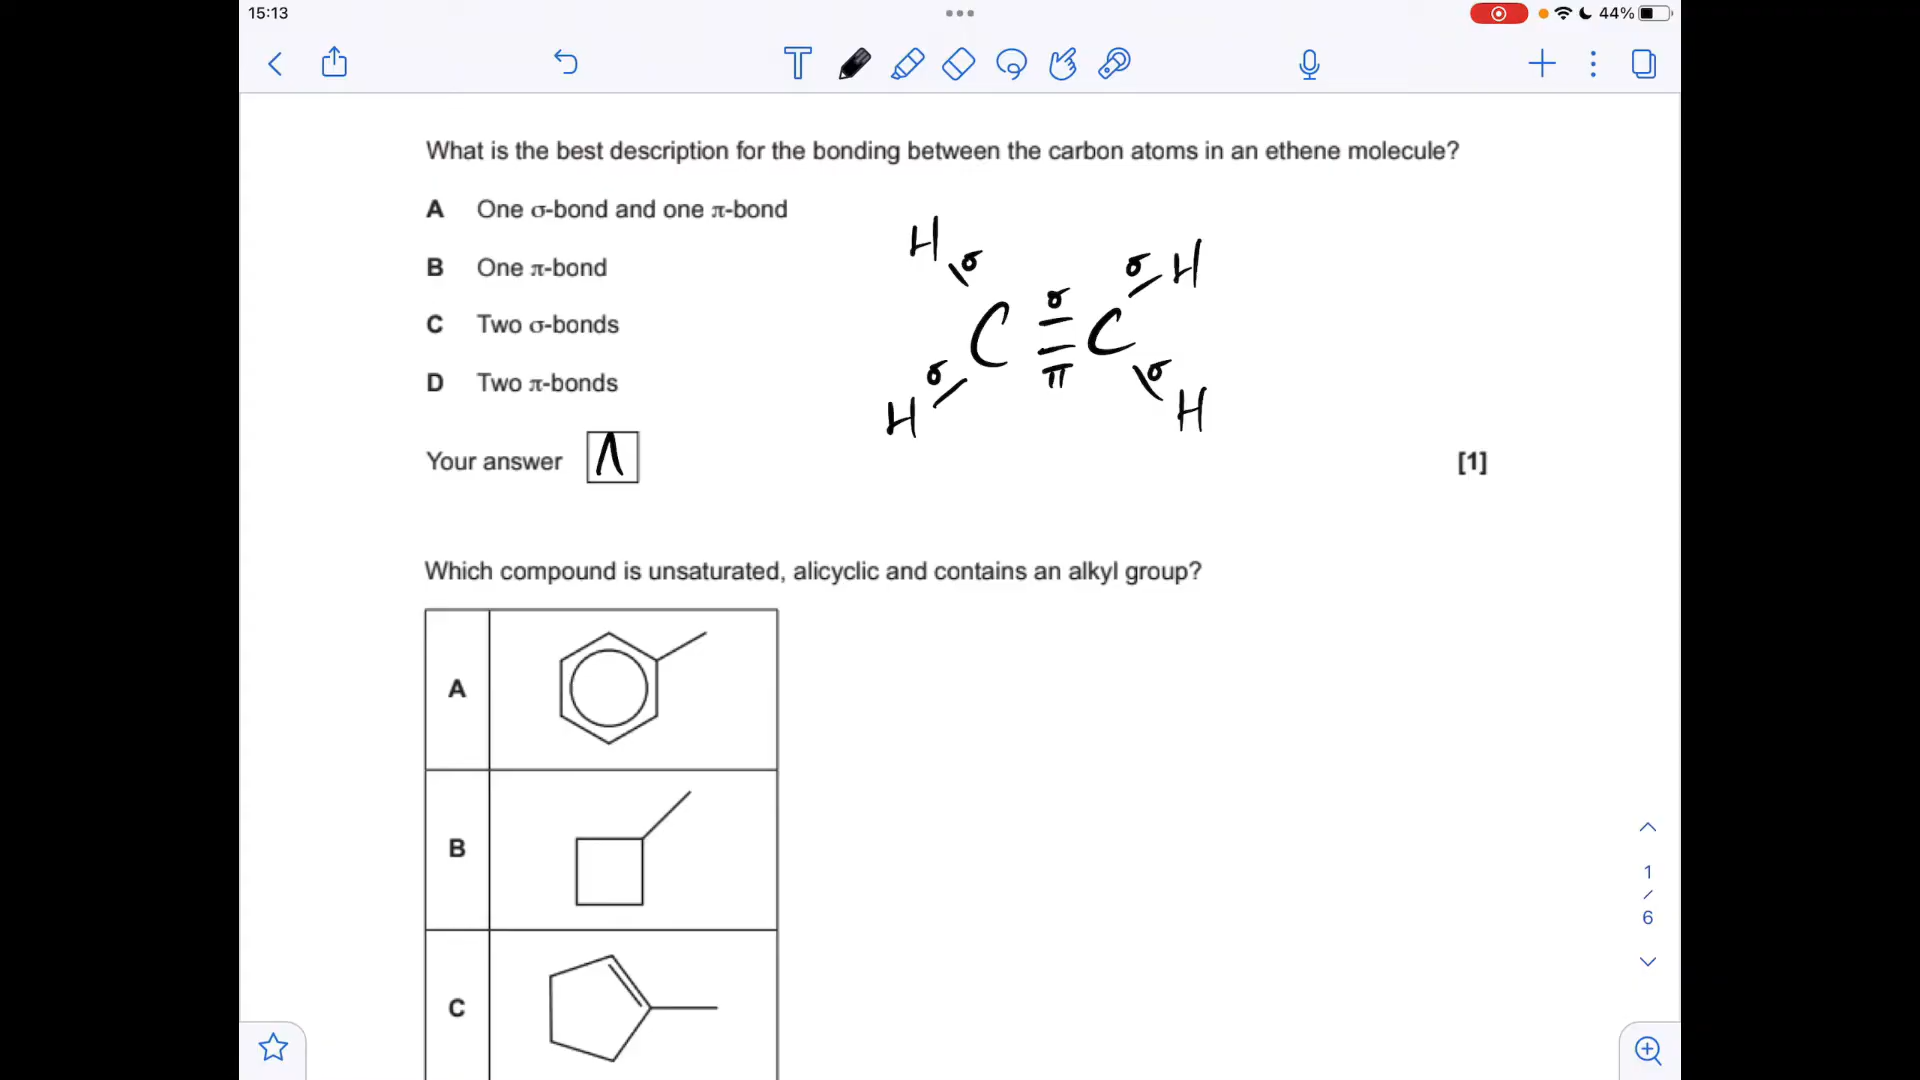 15:13
44%
T
What is the best description for the bonding between the carbon atoms in an ethene molecule?
A One σ-bond and one π-bond
B One π-bond
C Two σ-bonds
D Two π-bonds
H σ
σ H
σ
C C
π
σ
H
σ
H
Your answer
[1]
Which compound is unsaturated, alicyclic and contains an alkyl group?
A
B
C
1
/
6